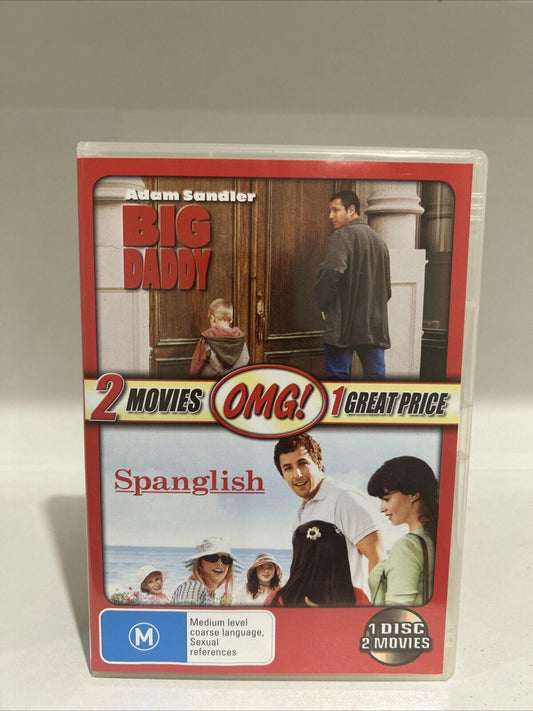 Adam Sandler
BIG
DADDY
2 MOVIES OMG! 1 GREAT PRICE
Spanglish
M
Medium level
coarse language,
Sexual
references
1 DISC
2 MOVIES